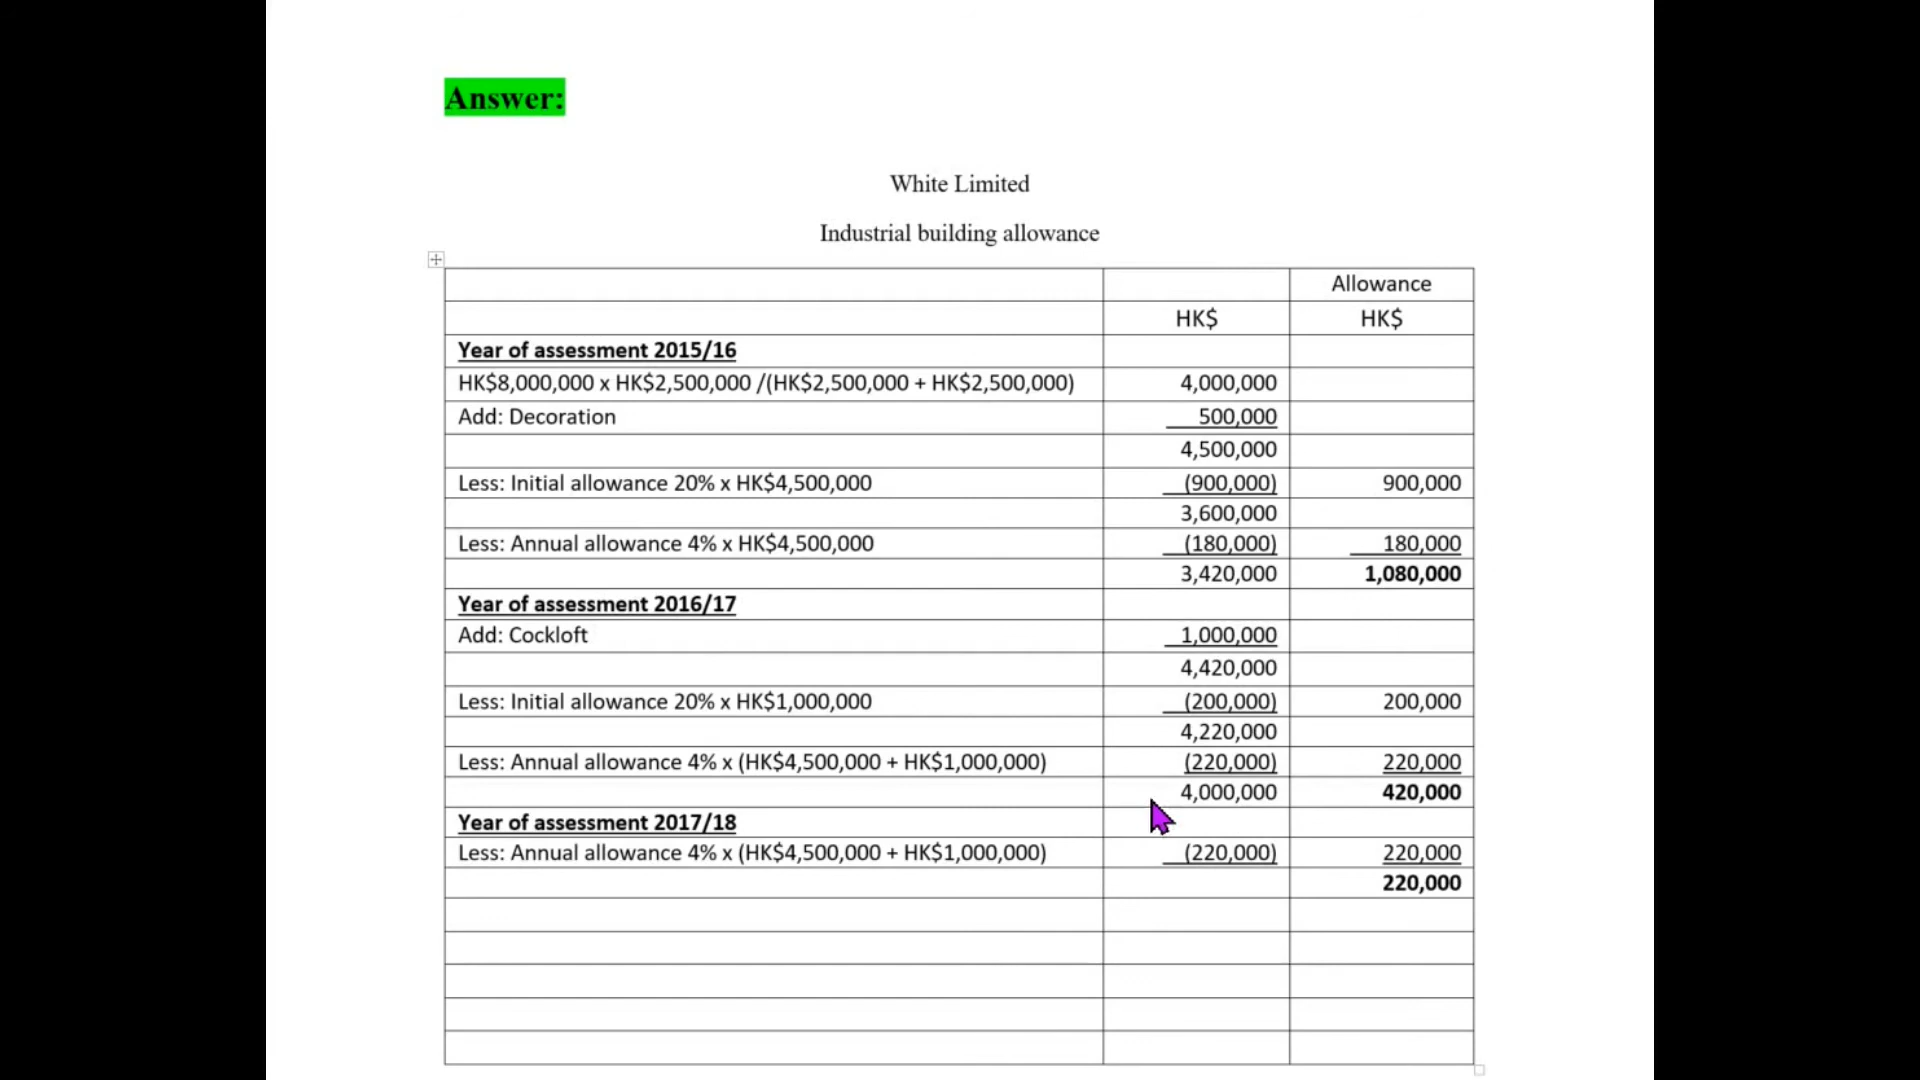 Answer:
White Limited
Industrial building allowance
Allowance
HK$ HK$
Year of assessment 2015/16
HK$8,000,000 x HK$2,500,000 /(HK$2,500,000 + HK$2,500,000) 4,000,000
Add: Decoration 500,000
4,500,000
Less: Initial allowance 20% x HK$4,500,000 (900,000) 900,000
3,600,000
Less: Annual allowance 4% x HK$4,500,000 (180,000) 180,000
3,420,000 1,080,000
Year of assessment 2016/17
Add: Cockloft 1,000,000
4,420,000
Less: Initial allowance 20% x HK$1,000,000 (200,000) 200,000
4,220,000
Less: Annual allowance 4% x (HK$4,500,000 + HK$1,000,000) (220,000) 220,000
4,000,000 420,000
Year of assessment 2017/18
Less: Annual allowance 4% x (HK$4,500,000 + HK$1,000,000) (220,000) 220,000
220,000